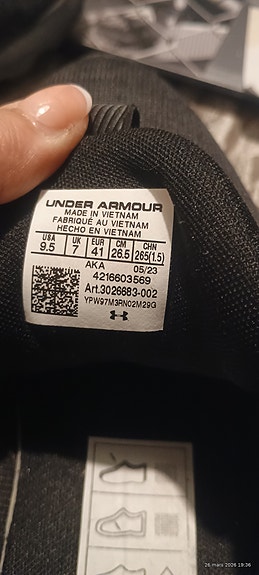 UNDER ARMOUR
MADE IN VIETNAM
FABRIQUÉ AU VIETNAM
HECHO EN VIETNAM
USA UK EUR CM CHN
9.5 7 41 26.5 265(1.5)
AKA 05/23
4216603569
Art.3026683-002
YPW97M3RN02M29G
26 mars 2026 19:36